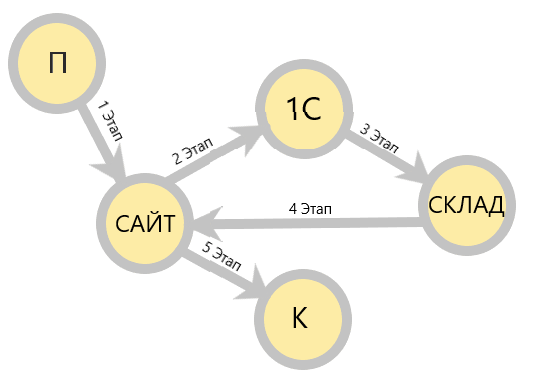 П
1 Этап
1С
2 Этап
3 Этап
САЙТ
4 Этап
СКЛАД
5 Этап
К